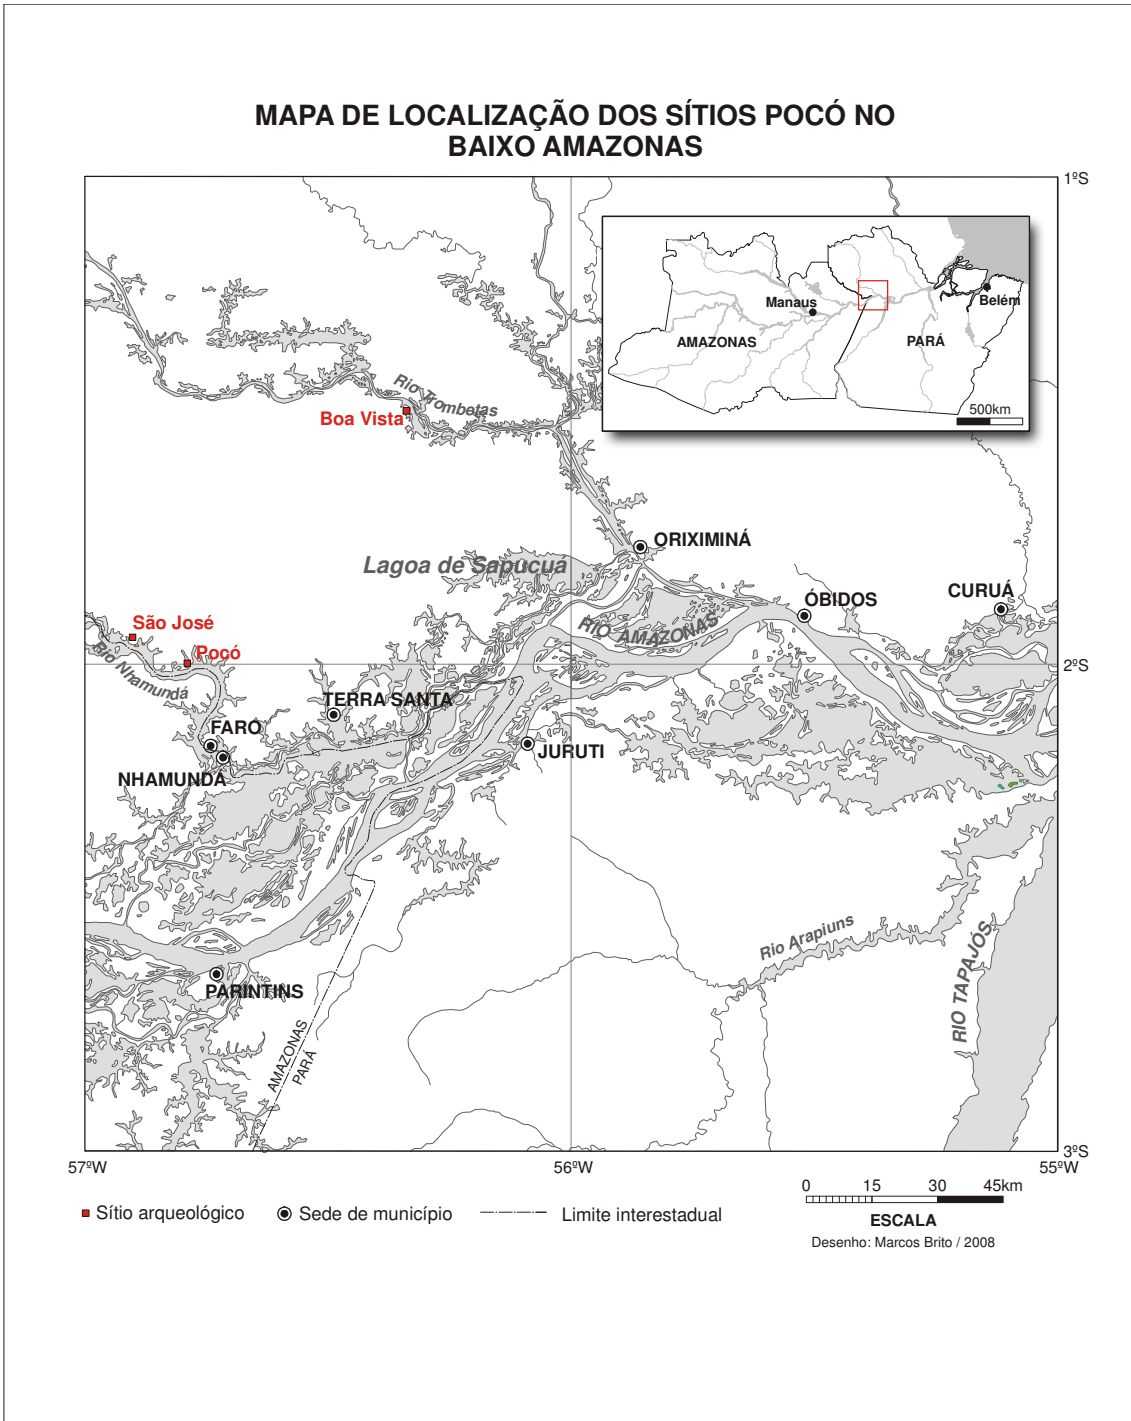 MAPA DE LOCALIZAÇÃO DOS SÍTIOS POCÓ NO
BAIXO AMAZONAS
1ºS
Manaus
Belém
AMAZONAS
PARÁ
500km
Rio Trombetas
Boa Vista
ORIXIMINÁ
Lagoa de Sapucuá
CURUÁ
ÓBIDOS
São José
RIO AMAZONAS
Pocó
2ºS
Rio Nhamundá
TERRA SANTA
FARO
JURUTI
NHAMUNDÁ
Rio Arapiuns
RIO TAPAJÓS
PARINTINS
AMAZONAS
PARÁ
3ºS
57ºW
56ºW
55ºW
0 15 30 45km
Sítio arqueológico
Sede de município
Limite interestadual
ESCALA
Desenho: Marcos Brito / 2008